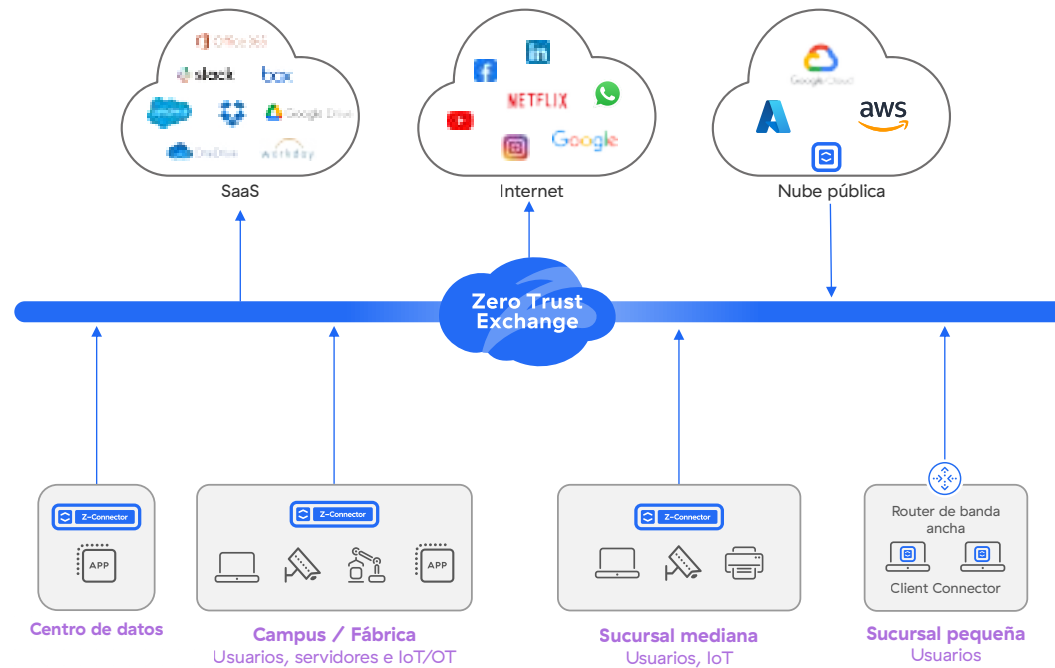 Office 365
slack
box
salesforce
Google Drive
OneDrive
workday
SaaS
NETFLIX
Google
Internet
Google Cloud
aws
Nube pública
Zero Trust
Exchange
Z-Connector
APP
Centro de datos
Z-Connector
APP
Campus / Fábrica
Usuarios, servidores e IoT/OT
Z-Connector
Sucursal mediana
Usuarios, IoT
Router de banda
ancha
Client Connector
Sucursal pequeña
Usuarios